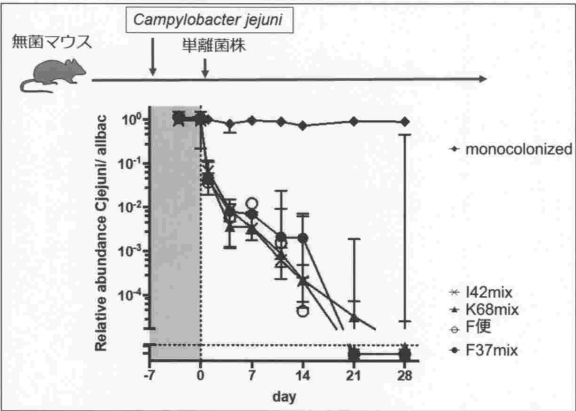 Campylobacter jejuni
無菌マウス
単離菌株
Relative abundance Cjejuni/ allbac
10⁰
10⁻¹
10⁻²
10⁻³
10⁻⁴
-7 0 7 14 21 28
day
monocolonized
I42mix
K68mix
F便
F37mix